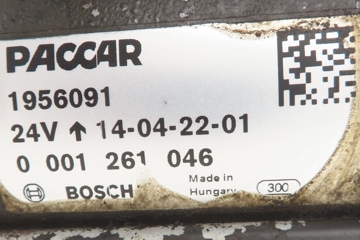 PACCAR
1956091
24V ↑ 14-04-22-01
0 001 261 046
BOSCH
Made in
Hungary
300